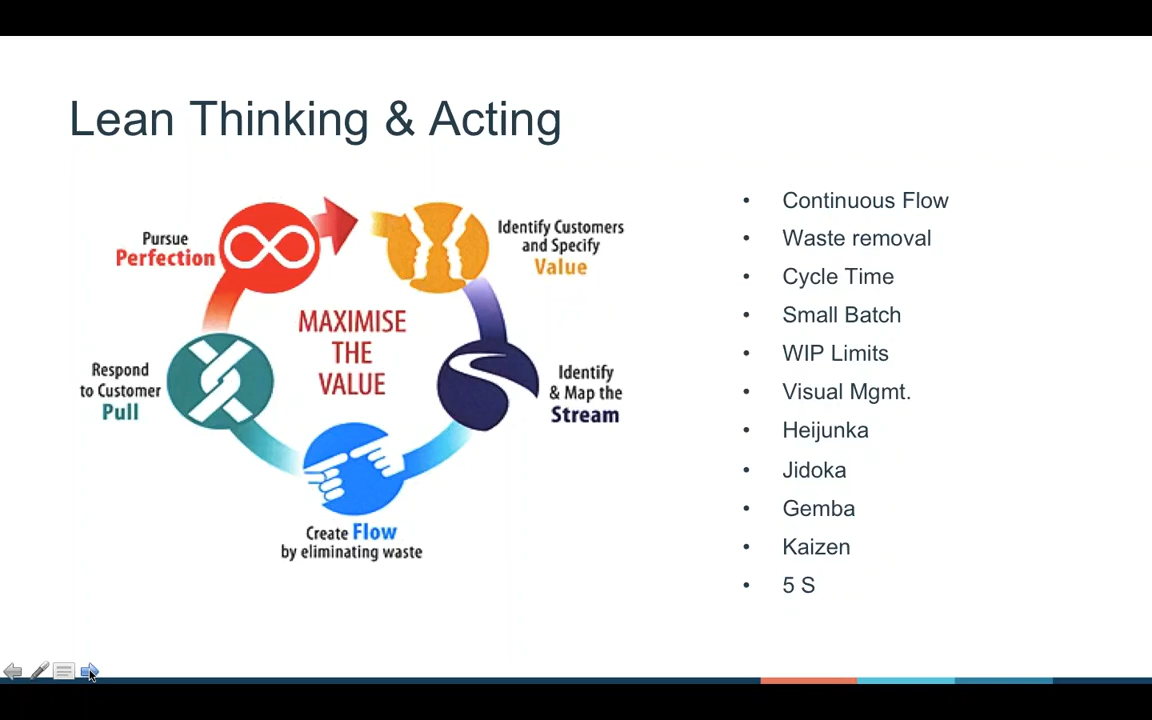 Lean Thinking & Acting
Pursue
Perfection
Identify Customers
and Specify
Value
MAXIMISE
THE
VALUE
Respond
to Customer
Pull
Identify
& Map the
Stream
Create Flow
by eliminating waste
• Continuous Flow
• Waste removal
• Cycle Time
• Small Batch
• WIP Limits
• Visual Mgmt.
• Heijunka
• Jidoka
• Gemba
• Kaizen
• 5 S